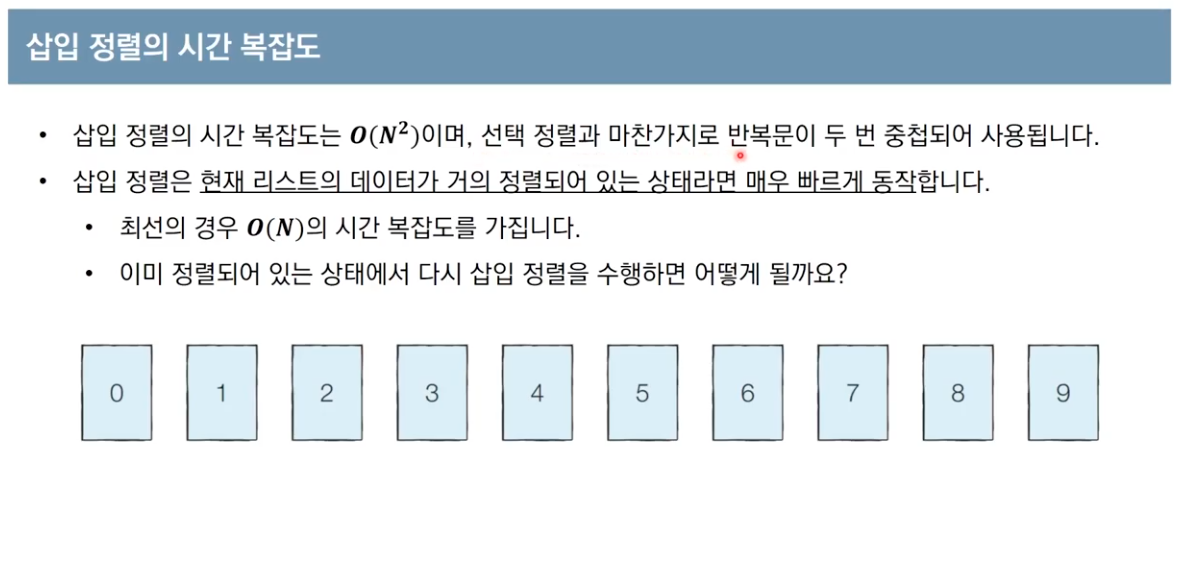 삽입 정렬의 시간 복잡도
• 삽입 정렬의 시간 복잡도는 O(N²)이며, 선택 정렬과 마찬가지로 반복문이 두 번 중첩되어 사용됩니다.
• 삽입 정렬은 현재 리스트의 데이터가 거의 정렬되어 있는 상태라면 매우 빠르게 동작합니다.
• 최선의 경우 O(N)의 시간 복잡도를 가집니다.
• 이미 정렬되어 있는 상태에서 다시 삽입 정렬을 수행하면 어떻게 될까요?
0 1 2 3 4 5 6 7 8 9